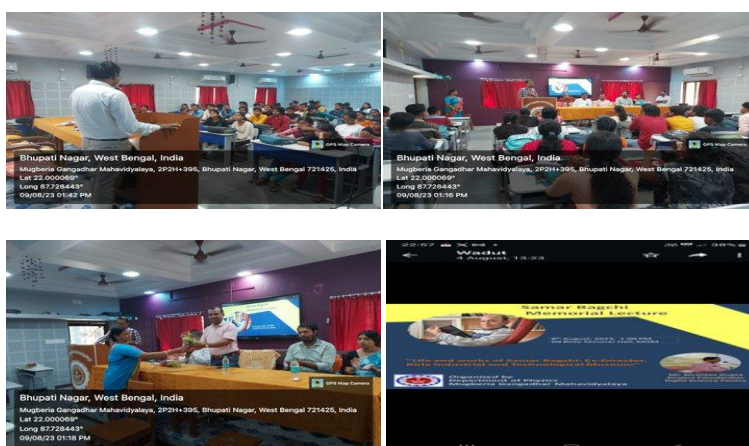 GPS Map Camera
Bhupati Nagar, West Bengal, India
Mugberia Gangadhar Mahavidyalaya, 2P2H+395, Bhupati Nagar, West Bengal 721425, India
Lat 22.000069°
Long 87.728443°
09/08/23 01:42 PM
GPS Map Camera
Bhupati Nagar, West Bengal, India
Mugberia Gangadhar Mahavidyalaya, 2P2H+395, Bhupati Nagar, West Bengal 721425, India
Lat 22.000069°
Long 87.728443°
09/08/23 01:16 PM
GPS Map Camera
Bhupati Nagar, West Bengal, India
Mugberia Gangadhar Mahavidyalaya, 2P2H+395, Bhupati Nagar, West Bengal 721425, India
Lat 22.000069°
Long 87.728443°
09/08/23 01:18 PM
22:57
Wadut
4 August, 13:23
Samar Bagchi
Memorial Lecture
"Life and works of Samar Bagchi: Ex-Director,
Birla Industrial and Technological Museum"
Organized by
Department of Physics
Mugberia Gangadhar Mahavidyalaya